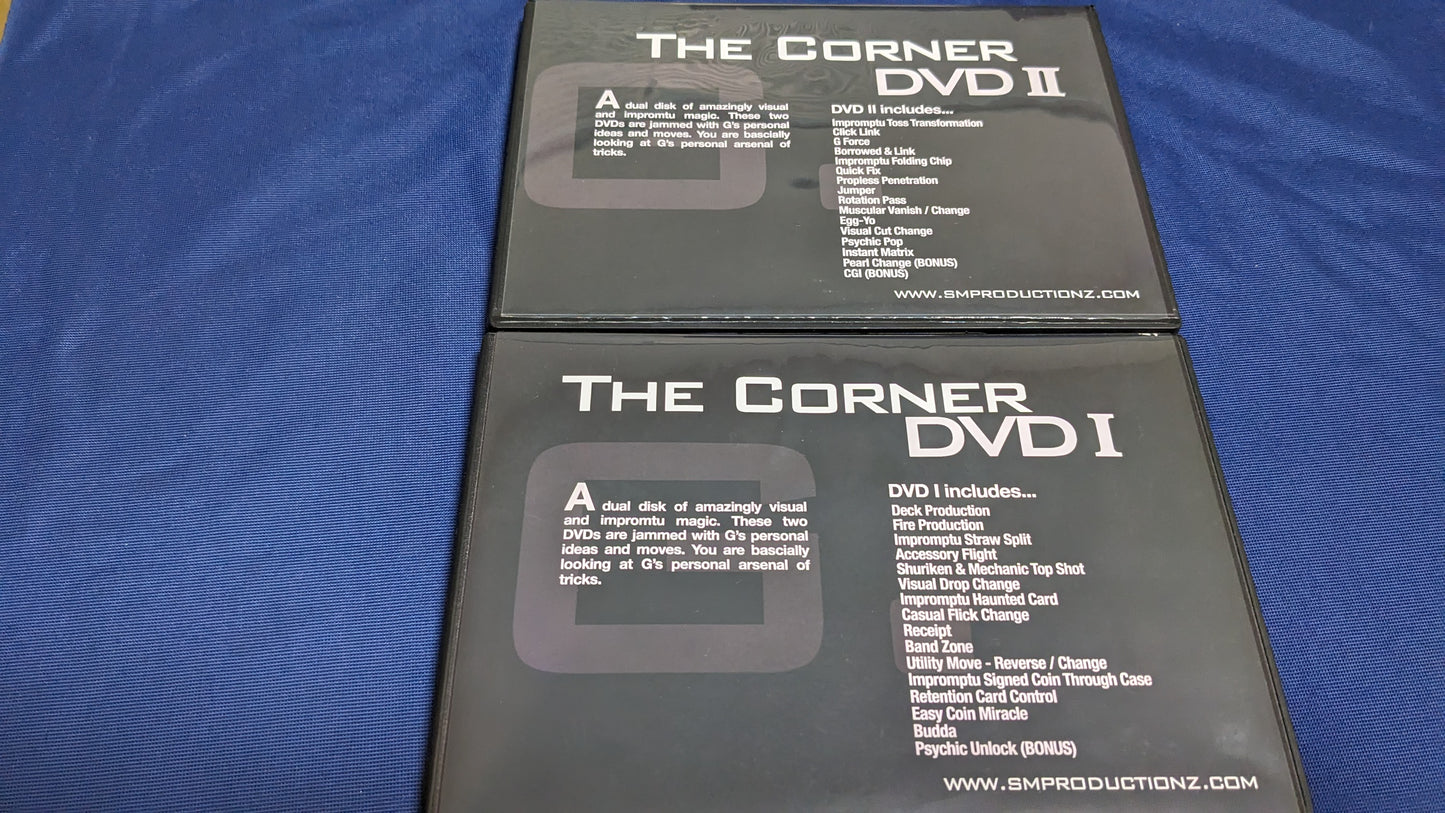 THE CORNER
DVD II
A dual disk of amazingly visual
and impromtu magic. These two
DVDs are jammed with G's personal
ideas and moves. You are bascially
looking at G's personal arsenal of
tricks.
DVD II includes...
Impromptu Toss Transformation
Click Link
G Force
Borrowed & Link
Impromptu Folding Chip
Quick Fix
Propless Penetration
Jumper
Rotation Pass
Muscular Vanish / Change
Egg-Yo
Visual Cut Change
Psychic Pop
Instant Matrix
Pearl Change (BONUS)
CGI (BONUS)
WWW.SMPRODUCTIONZ.COM
THE CORNER
DVD I
A dual disk of amazingly visual
and impromtu magic. These two
DVDs are jammed with G's personal
ideas and moves. You are bascially
looking at G's personal arsenal of
tricks.
DVD I includes...
Deck Production
Fire Production
Impromptu Straw Split
Accessory Flight
Shuriken & Mechanic Top Shot
Visual Drop Change
Impromptu Haunted Card
Casual Flick Change
Receipt
Band Zone
Utility Move - Reverse / Change
Impromptu Signed Coin Through Case
Retention Card Control
Easy Coin Miracle
Budda
Psychic Unlock (BONUS)
WWW.SMPRODUCTIONZ.COM